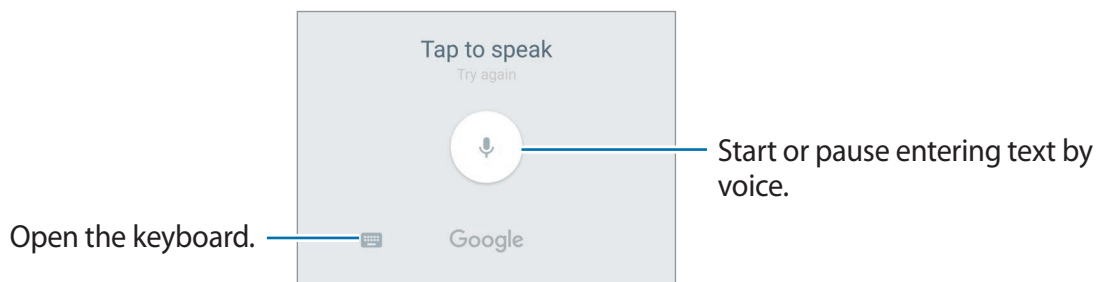 Tap to speak
Try again
Start or pause entering text by
voice.
Open the keyboard.
Google